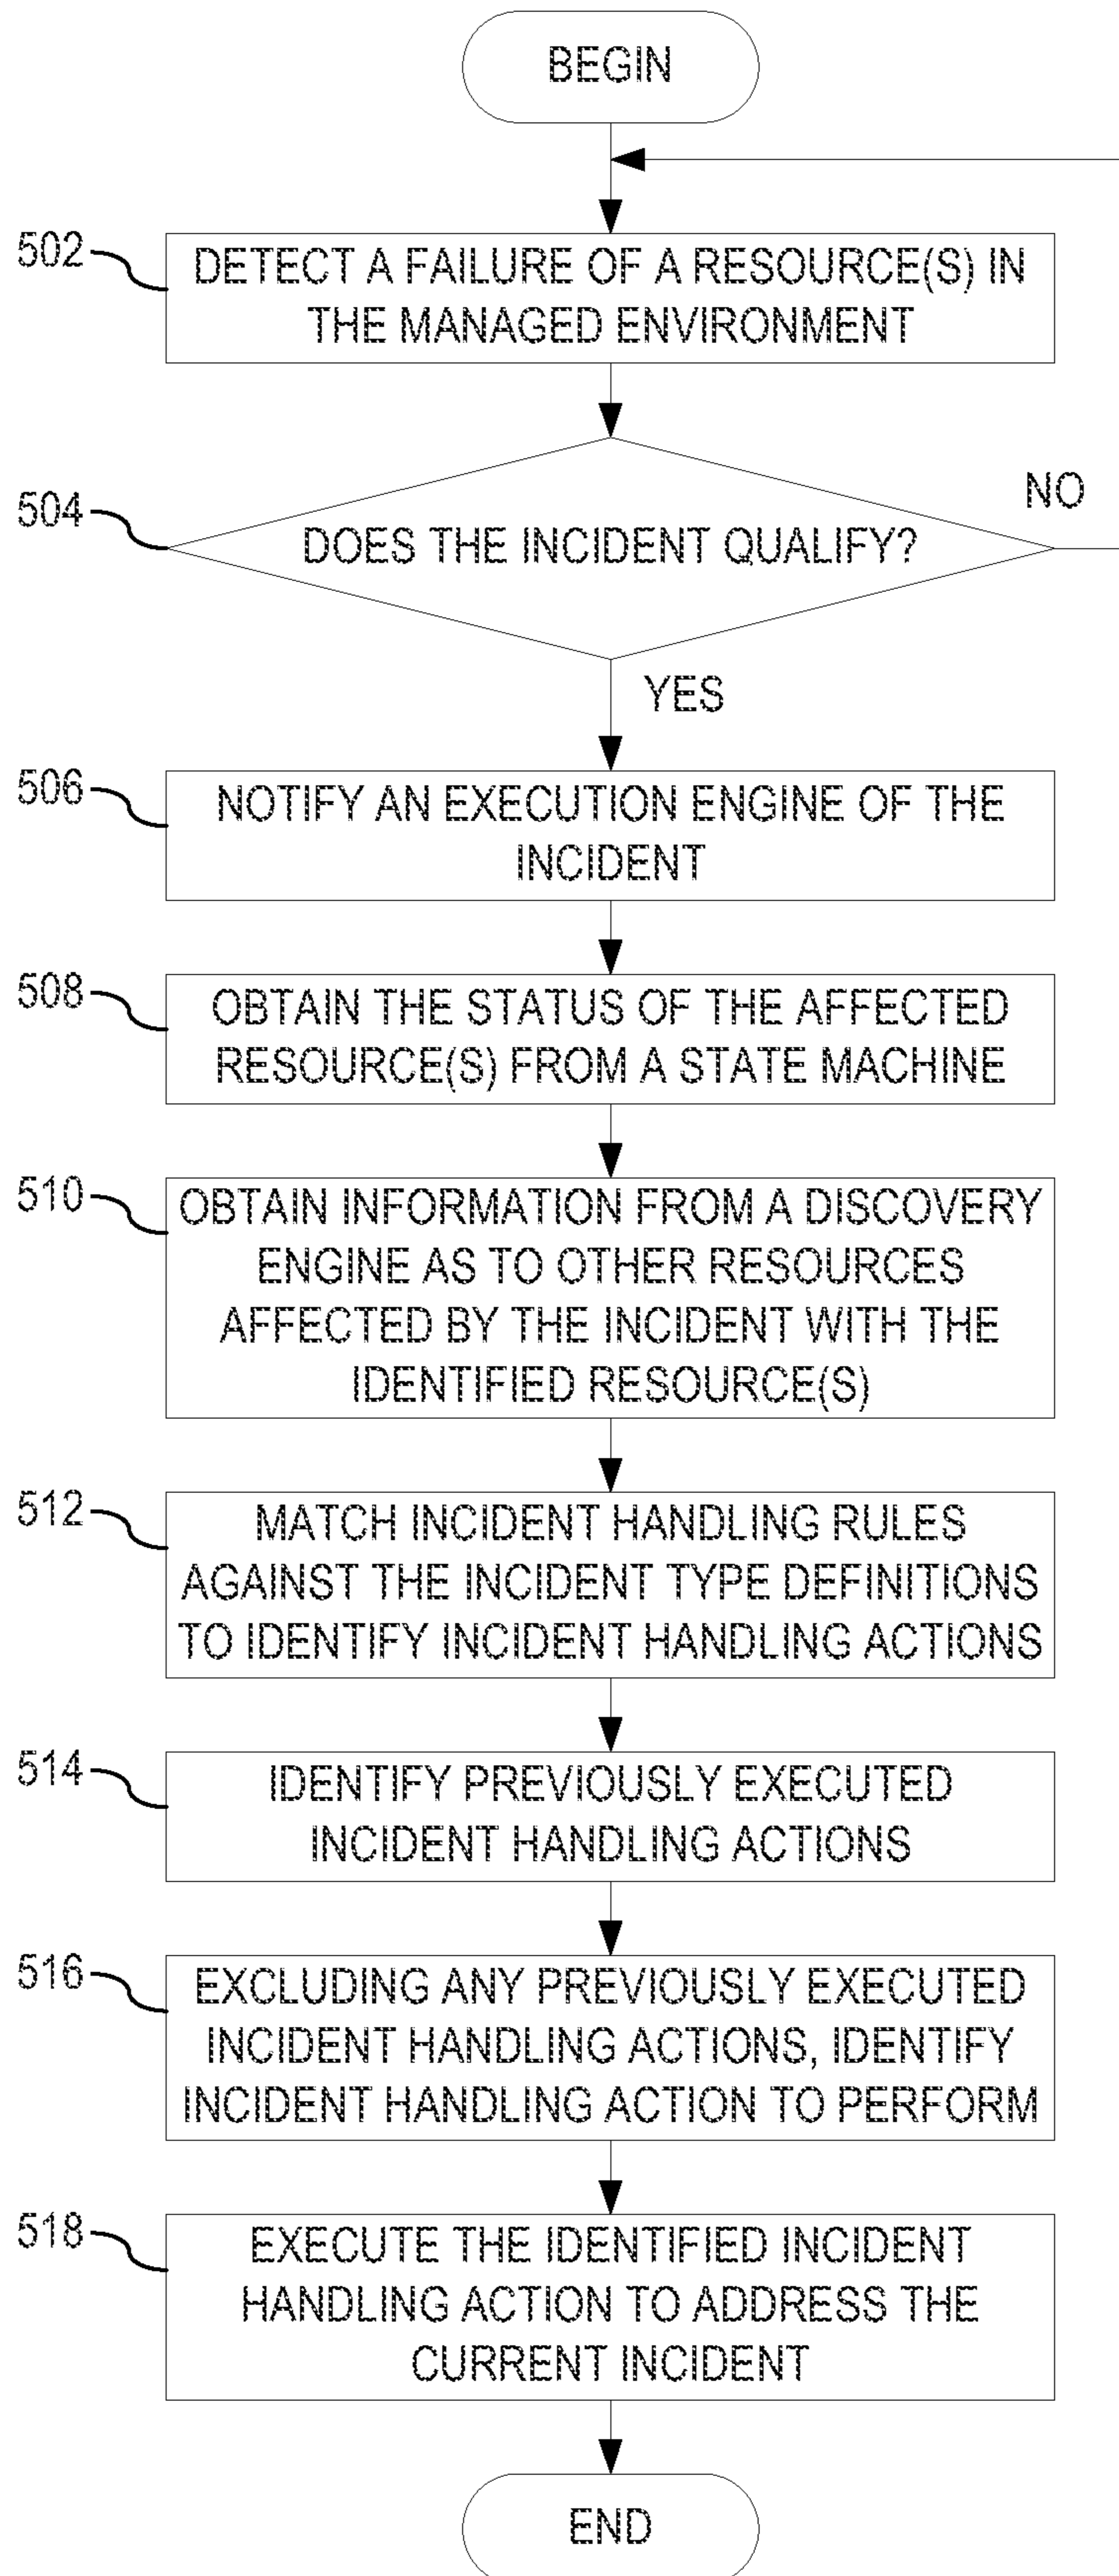 BEGIN
502
DETECT A FAILURE OF A RESOURCE(S) IN
THE MANAGED ENVIRONMENT
504
DOES THE INCIDENT QUALIFY?
NO
YES
506
NOTIFY AN EXECUTION ENGINE OF THE
INCIDENT
508
OBTAIN THE STATUS OF THE AFFECTED
RESOURCE(S) FROM A STATE MACHINE
510
OBTAIN INFORMATION FROM A DISCOVERY
ENGINE AS TO OTHER RESOURCES
AFFECTED BY THE INCIDENT WITH THE
IDENTIFIED RESOURCE(S)
512
MATCH INCIDENT HANDLING RULES
AGAINST THE INCIDENT TYPE DEFINITIONS
TO IDENTIFY INCIDENT HANDLING ACTIONS
514
IDENTIFY PREVIOUSLY EXECUTED
INCIDENT HANDLING ACTIONS
516
EXCLUDING ANY PREVIOUSLY EXECUTED
INCIDENT HANDLING ACTIONS, IDENTIFY
INCIDENT HANDLING ACTION TO PERFORM
518
EXECUTE THE IDENTIFIED INCIDENT
HANDLING ACTION TO ADDRESS THE
CURRENT INCIDENT
END